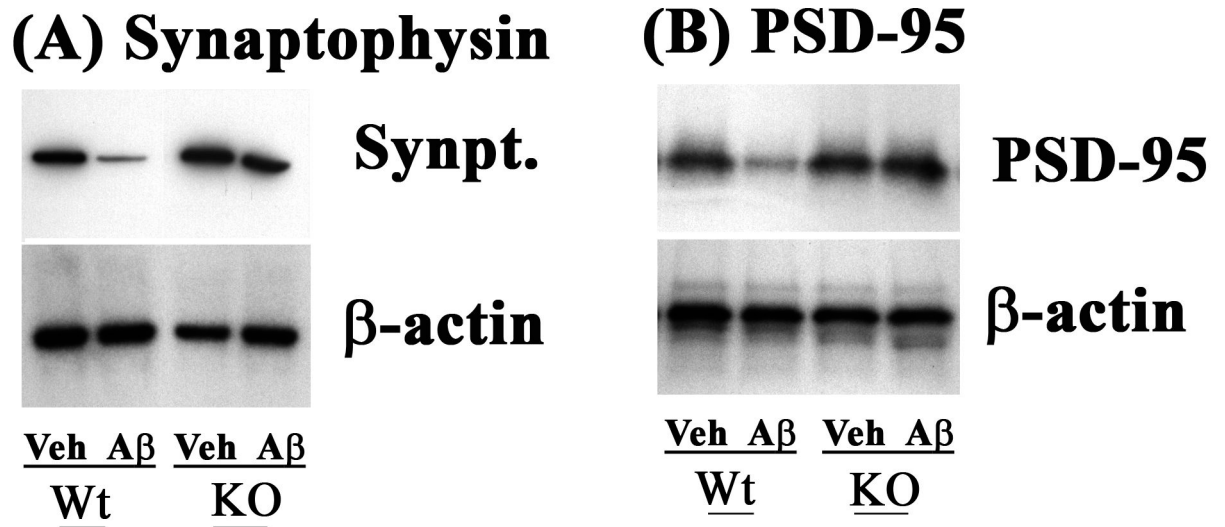 (A) Synaptophysin
Synpt.
β-actin
Veh Aβ Veh Aβ
Wt KO
(B) PSD-95
PSD-95
β-actin
Veh Aβ Veh Aβ
Wt KO